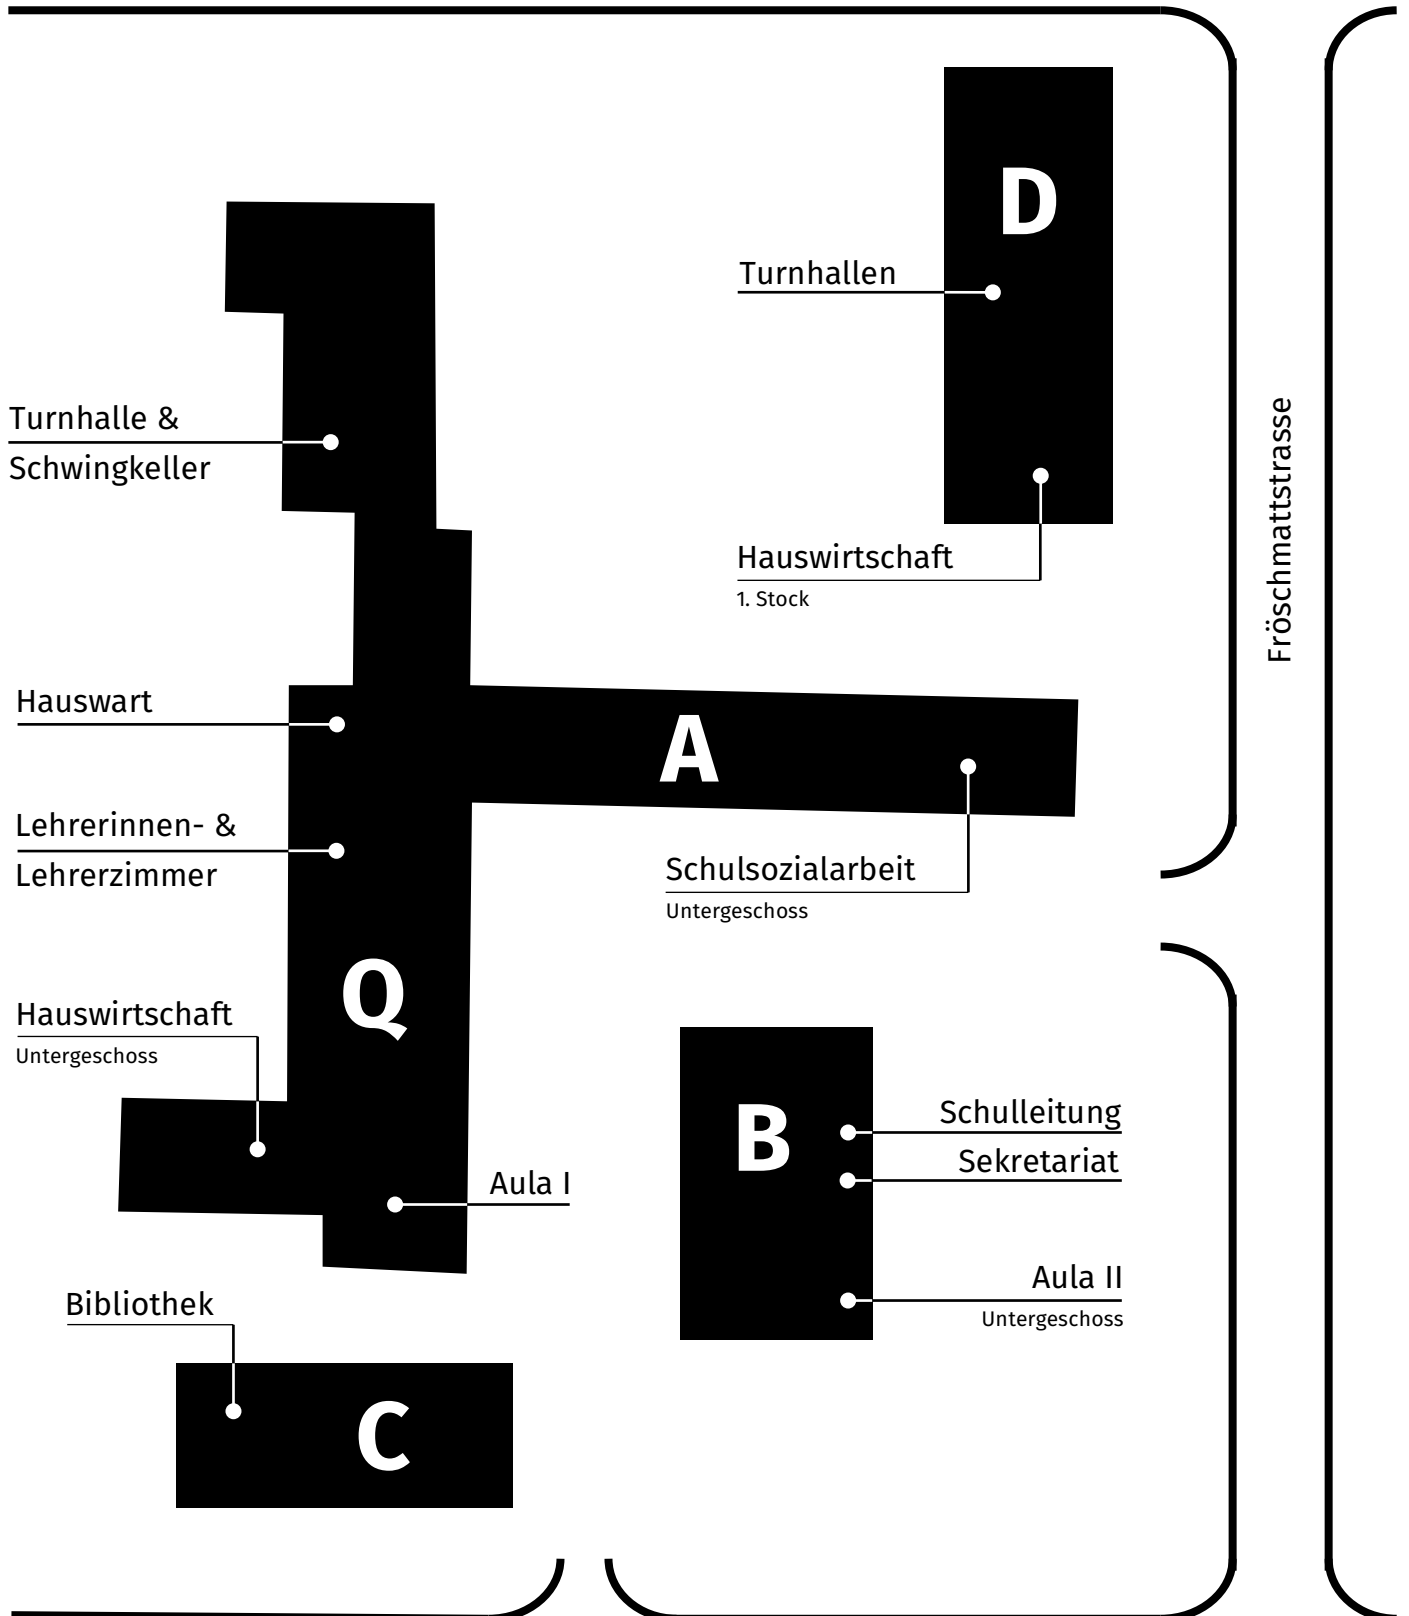 D
Turnhallen
Turnhalle &
Schwingkeller
Hauswirtschaft
1. Stock
Fröschmattstrasse
Hauswart
A
Lehrerinnen- &
Lehrerzimmer
Schulsozialarbeit
Untergeschoss
Q
Hauswirtschaft
Untergeschoss
B
Schulleitung
Sekretariat
Aula I
Aula II
Untergeschoss
Bibliothek
C